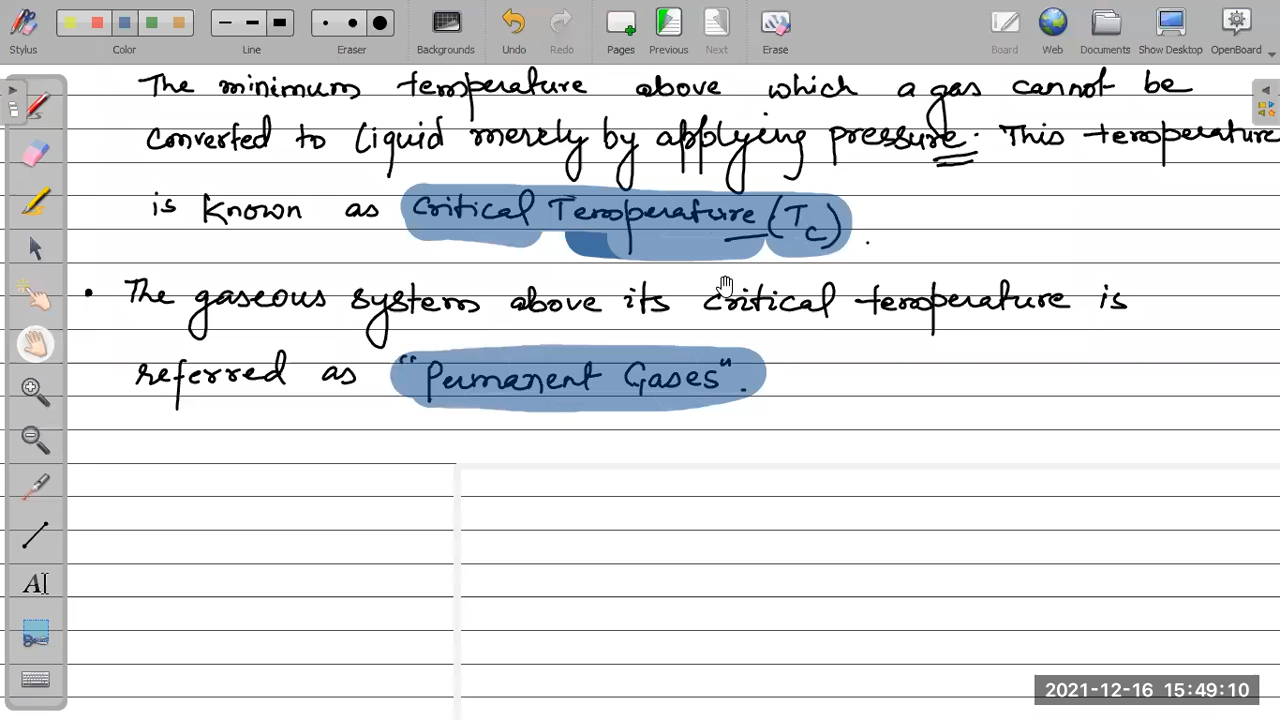 Stylus
Color
Line
Eraser
Backgrounds
Undo
Redo
Pages
Previous
Next
Erase
Board
Web
Documents
Show Desktop
OpenBoard
The minimum temperature above which a gas cannot be
converted to liquid merely by applying pressure. This temperature
is known as Critical Temperature (Tc).
• The gaseous system above its critical temperature is
referred as "Permanent Gases".
2021-12-16 15:49:10